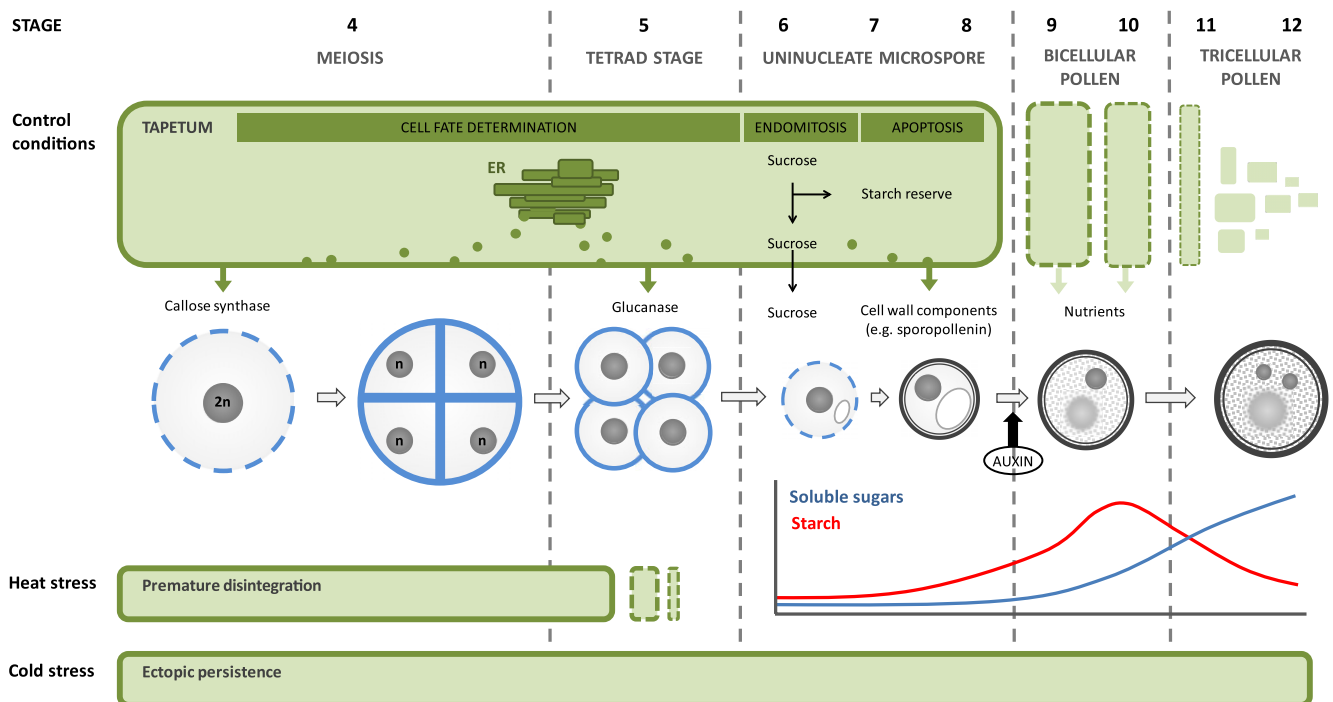 STAGE 4 5 6 7 8 9 10 11 12
MEIOSIS TETRAD STAGE UNINUCLEATE MICROSPORE BICELLULAR TRICELLULAR
POLLEN POLLEN
Control
conditions
TAPETUM CELL FATE DETERMINATION ENDOMITOSIS APOPTOSIS
ER
Sucrose
Starch reserve
Sucrose
Callose synthase Glucanase Sucrose Cell wall components Nutrients
(e.g. sporopollenin)
2n
n n
n n
AUXIN
Soluble sugars
Starch
Heat stress Premature disintegration
Cold stress Ectopic persistence